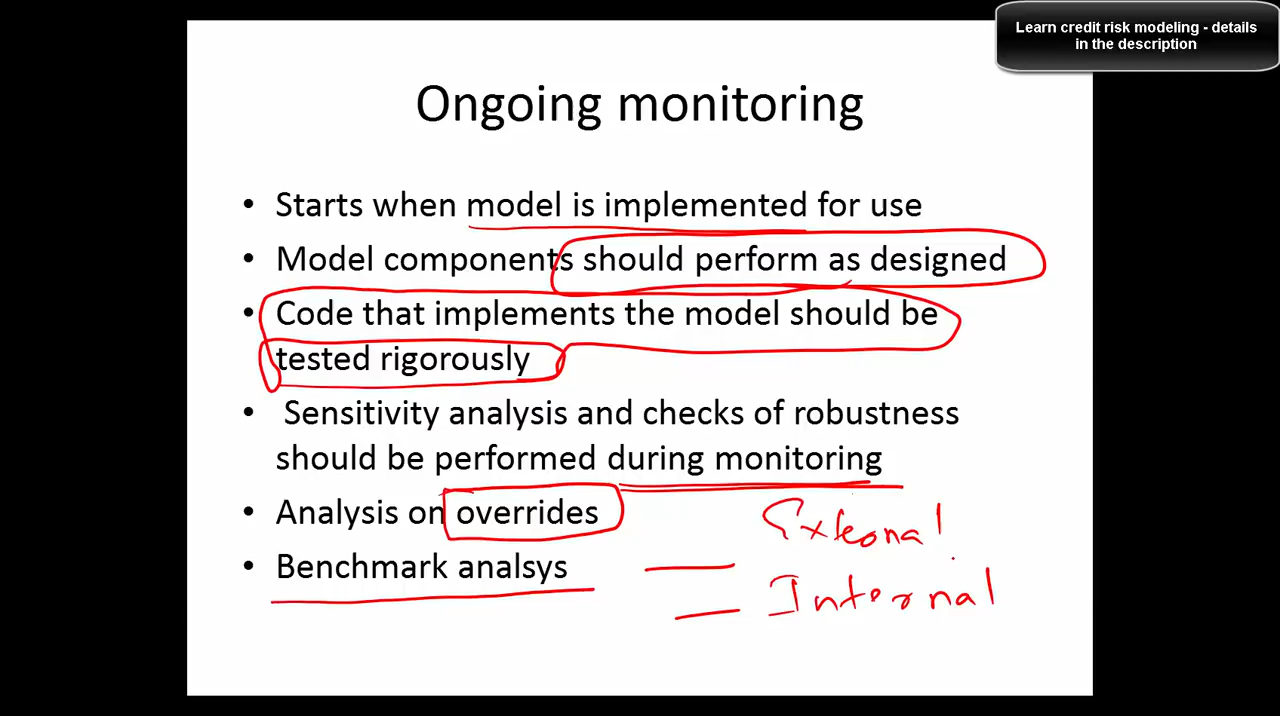 Learn credit risk modeling - details
in the description
Ongoing monitoring
• Starts when model is implemented for use
• Model components should perform as designed
• Code that implements the model should be
tested rigorously
• Sensitivity analysis and checks of robustness
should be performed during monitoring
• Analysis on overrides
External
• Benchmark analsys
Internal